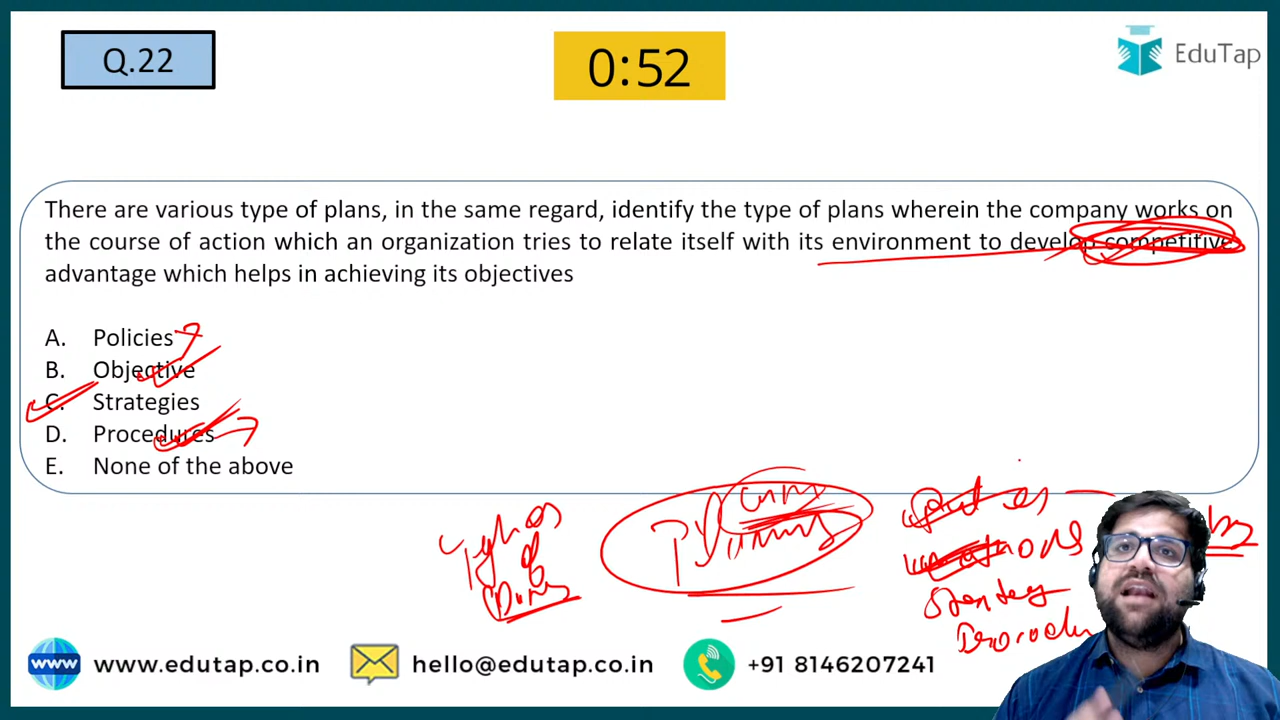 Q.22
0:52
EduTap
There are various type of plans, in the same regard, identify the type of plans wherein the company works on
the course of action which an organization tries to relate itself with its environment to develop competitive
advantage which helps in achieving its objectives
A. Policies
B. Objective
C. Strategies
D. Procedures
E. None of the above
Types
of
www.edutap.co.in
hello@edutap.co.in
+91 8146207241